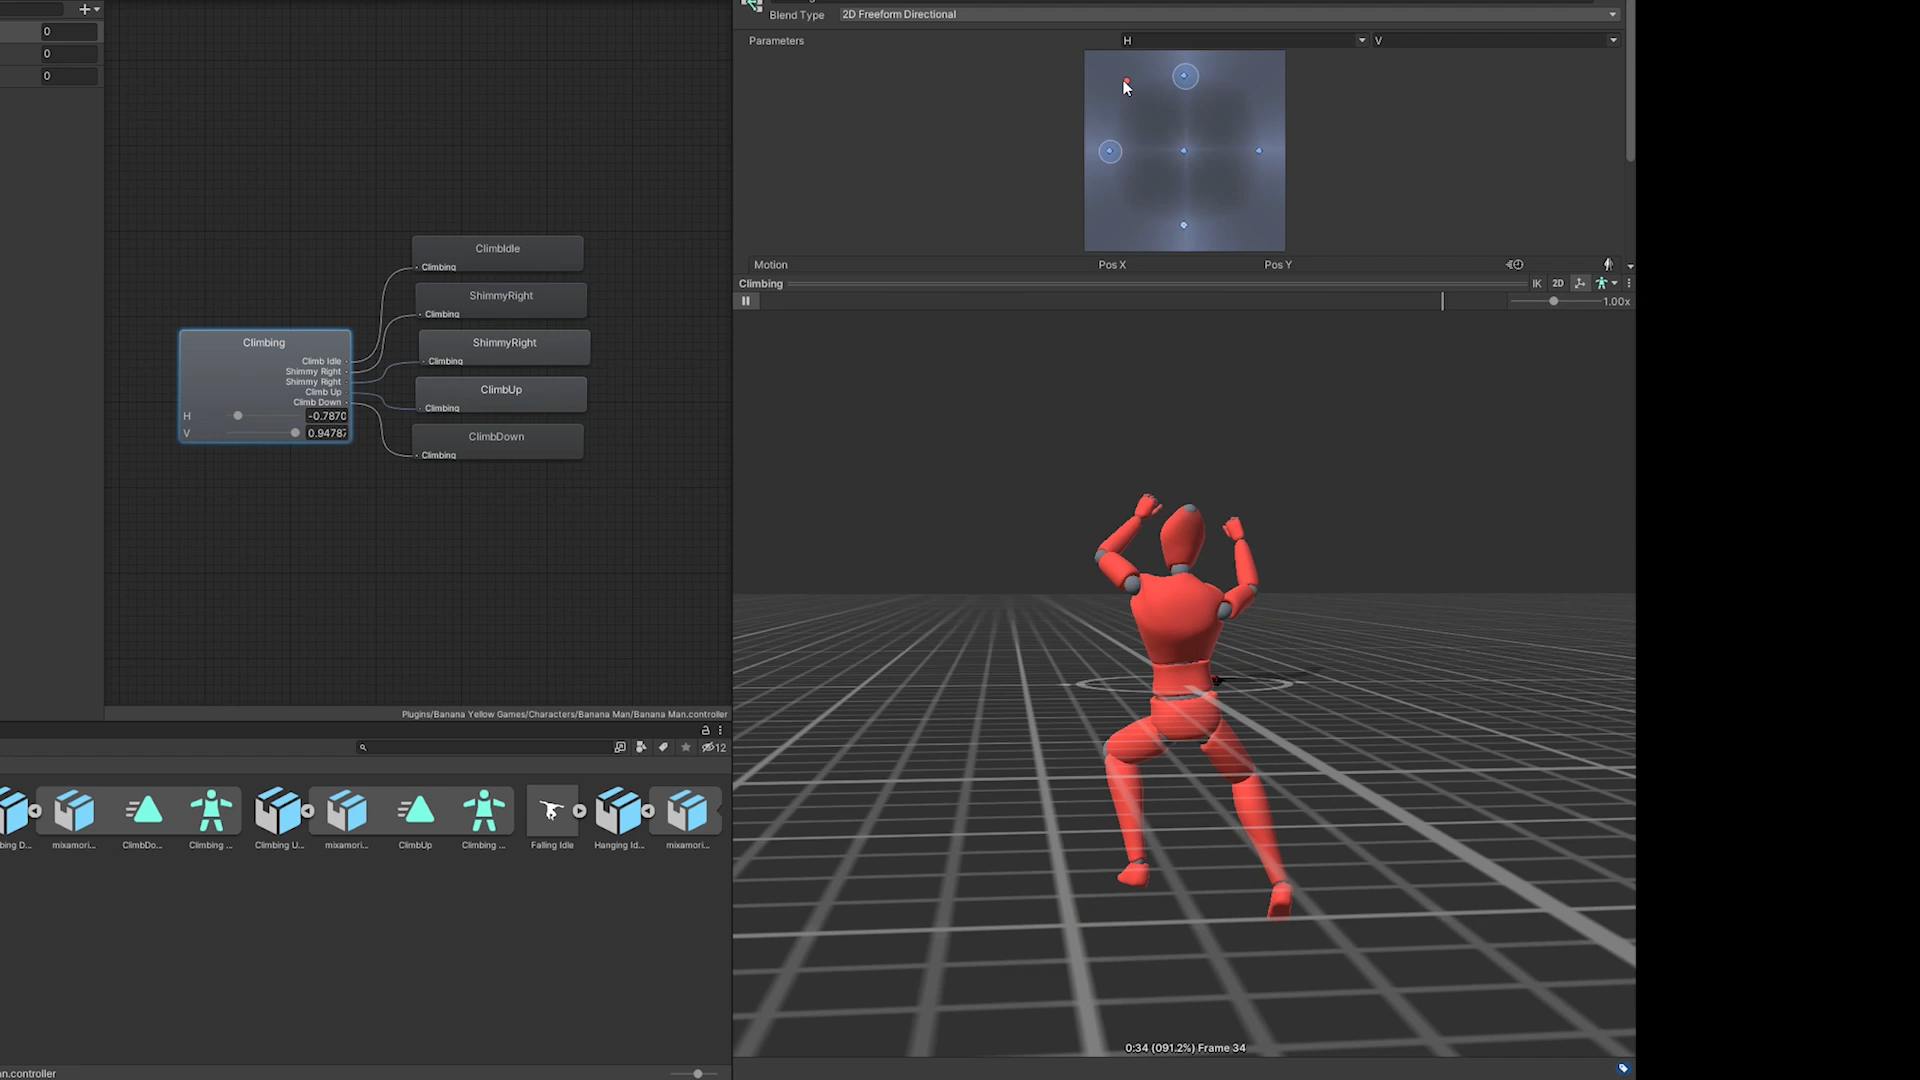 Blend Type 2D Freeform Directional
0
Parameters H V
0
0
Motion Pos X Pos Y
Climbing IK 2D
1.00x
ClimbIdle
Climbing
ShimmyRight
Climbing
ShimmyRight
Climbing
ClimbUp
Climbing
ClimbDown
Climbing
Climbing
Climb Idle
Shimmy Right
Shimmy Right
Climb Up
Climb Down
H -0.7870
V 0.9478
Plugins/Banana Yellow Games/Characters/Banana Man/Banana Man.controller
12
bing D... mixamori... ClimbDo... Climbing ... Climbing U... mixamori... ClimbUp Climbing ... Falling Idle Hanging Id... mixamori...
0:34 (091.2%) Frame 34
an.controller